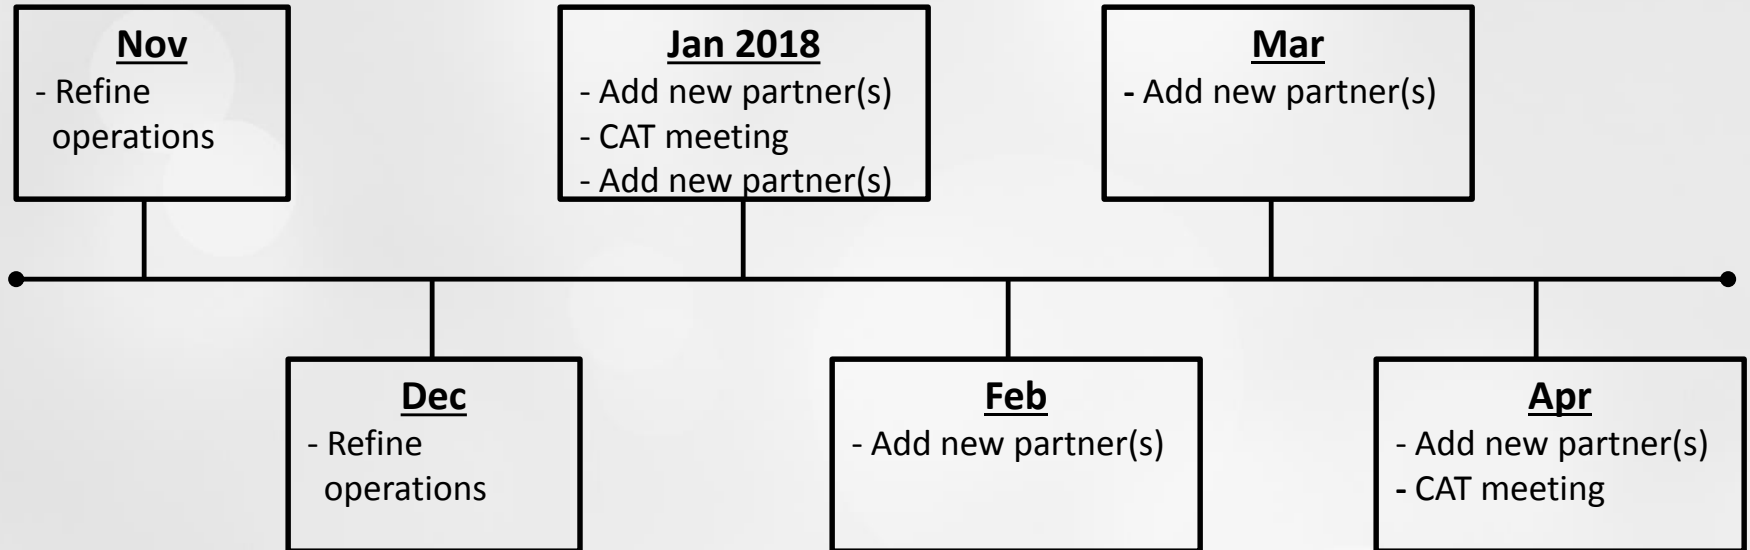 Nov
- Refine
operations
Jan 2018
- Add new partner(s)
- CAT meeting
- Add new partner(s)
Mar
- Add new partner(s)
Dec
- Refine
operations
Feb
- Add new partner(s)
Apr
- Add new partner(s)
- CAT meeting